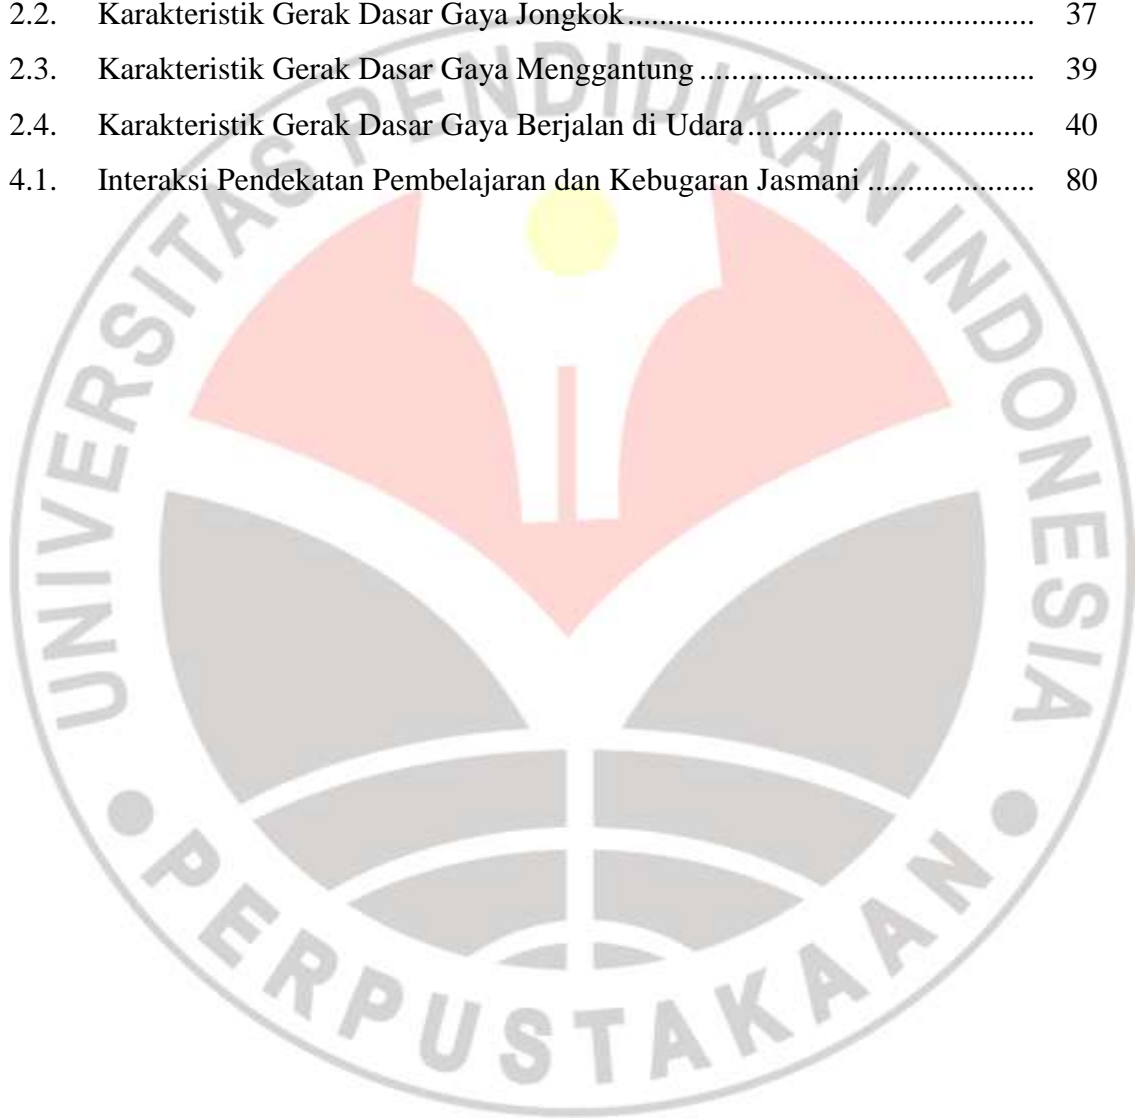 2.2. Karakteristik Gerak Dasar Gaya Jongkok................................................... 37
2.3. Karakteristik Gerak Dasar Gaya Menggantung .......................................... 39
2.4. Karakteristik Gerak Dasar Gaya Berjalan di Udara.................................... 40
4.1. Interaksi Pendekatan Pembelajaran dan Kebugaran Jasmani ..................... 80
UNIVERSITAS PENDIDIKAN INDONESIA
PERPUSTAKAAN